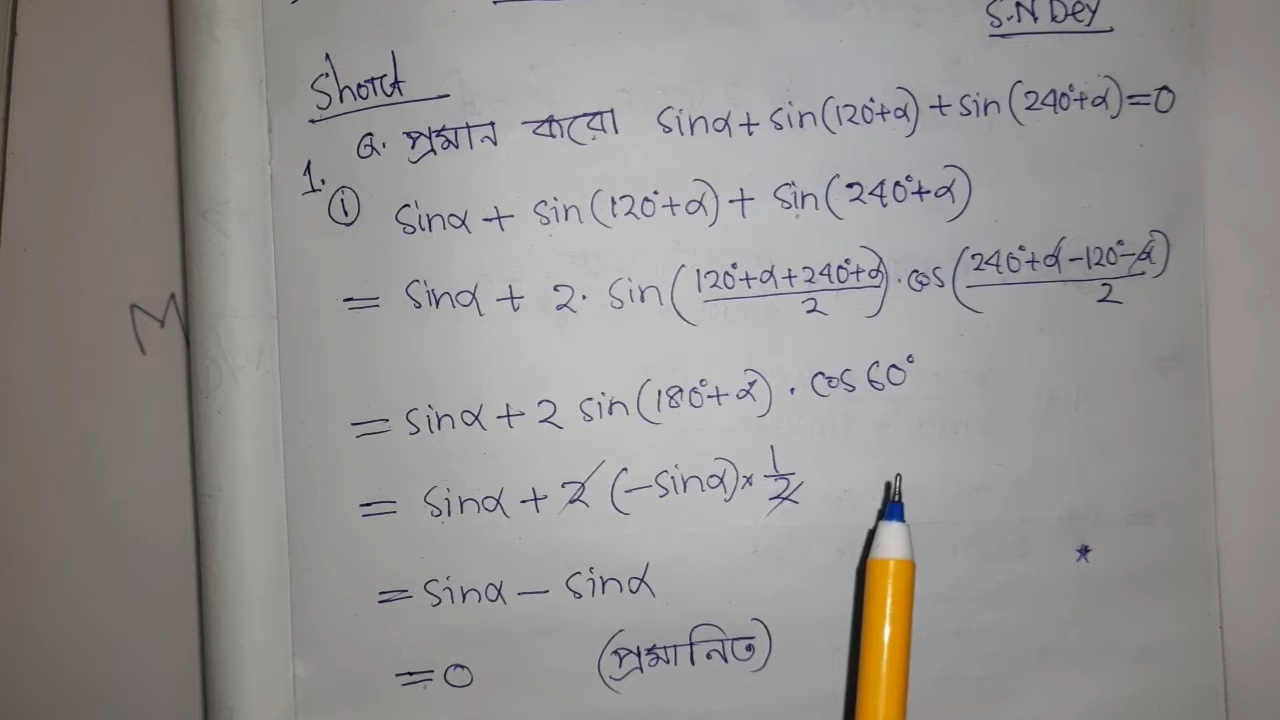 S.N Dey
Short
Q. প্রমান করো sinα + sin(120°+α) + sin(240°+α) = 0
1.
(i) sinα + sin(120°+α) + sin(240°+α)
= sinα + 2. sin((120°+α+240°+α)/2) . cos((240°+α-120°-α)/2)
= sinα + 2 sin(180°+α) . cos 60°
= sinα + 2 (-sinα) × 1/2
= sinα - sinα
= 0 (প্রমানিত)
*